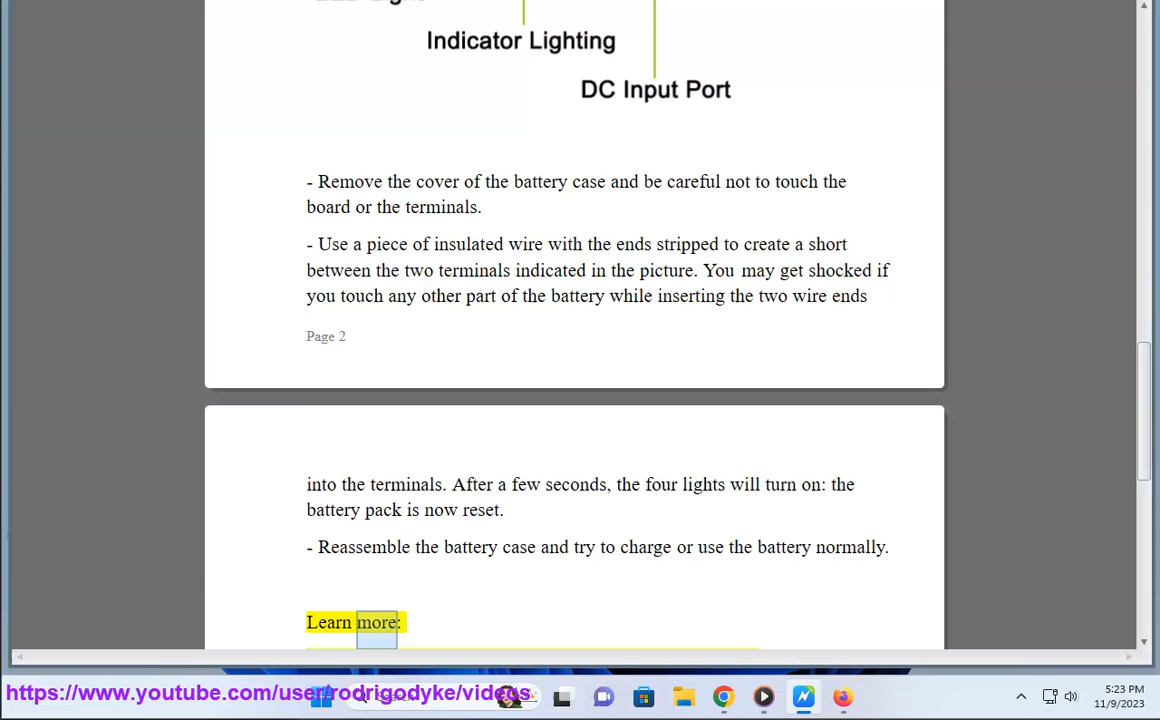 Indicator Lighting
DC Input Port
- Remove the cover of the battery case and be careful not to touch the
board or the terminals.
- Use a piece of insulated wire with the ends stripped to create a short
between the two terminals indicated in the picture. You may get shocked if
you touch any other part of the battery while inserting the two wire ends
Page 2
into the terminals. After a few seconds, the four lights will turn on: the
battery pack is now reset.
- Reassemble the battery case and try to charge or use the battery normally.
Learn more:
https://www.youtube.com/user/rodrigodyke/videos
5:23 PM
11/9/2023